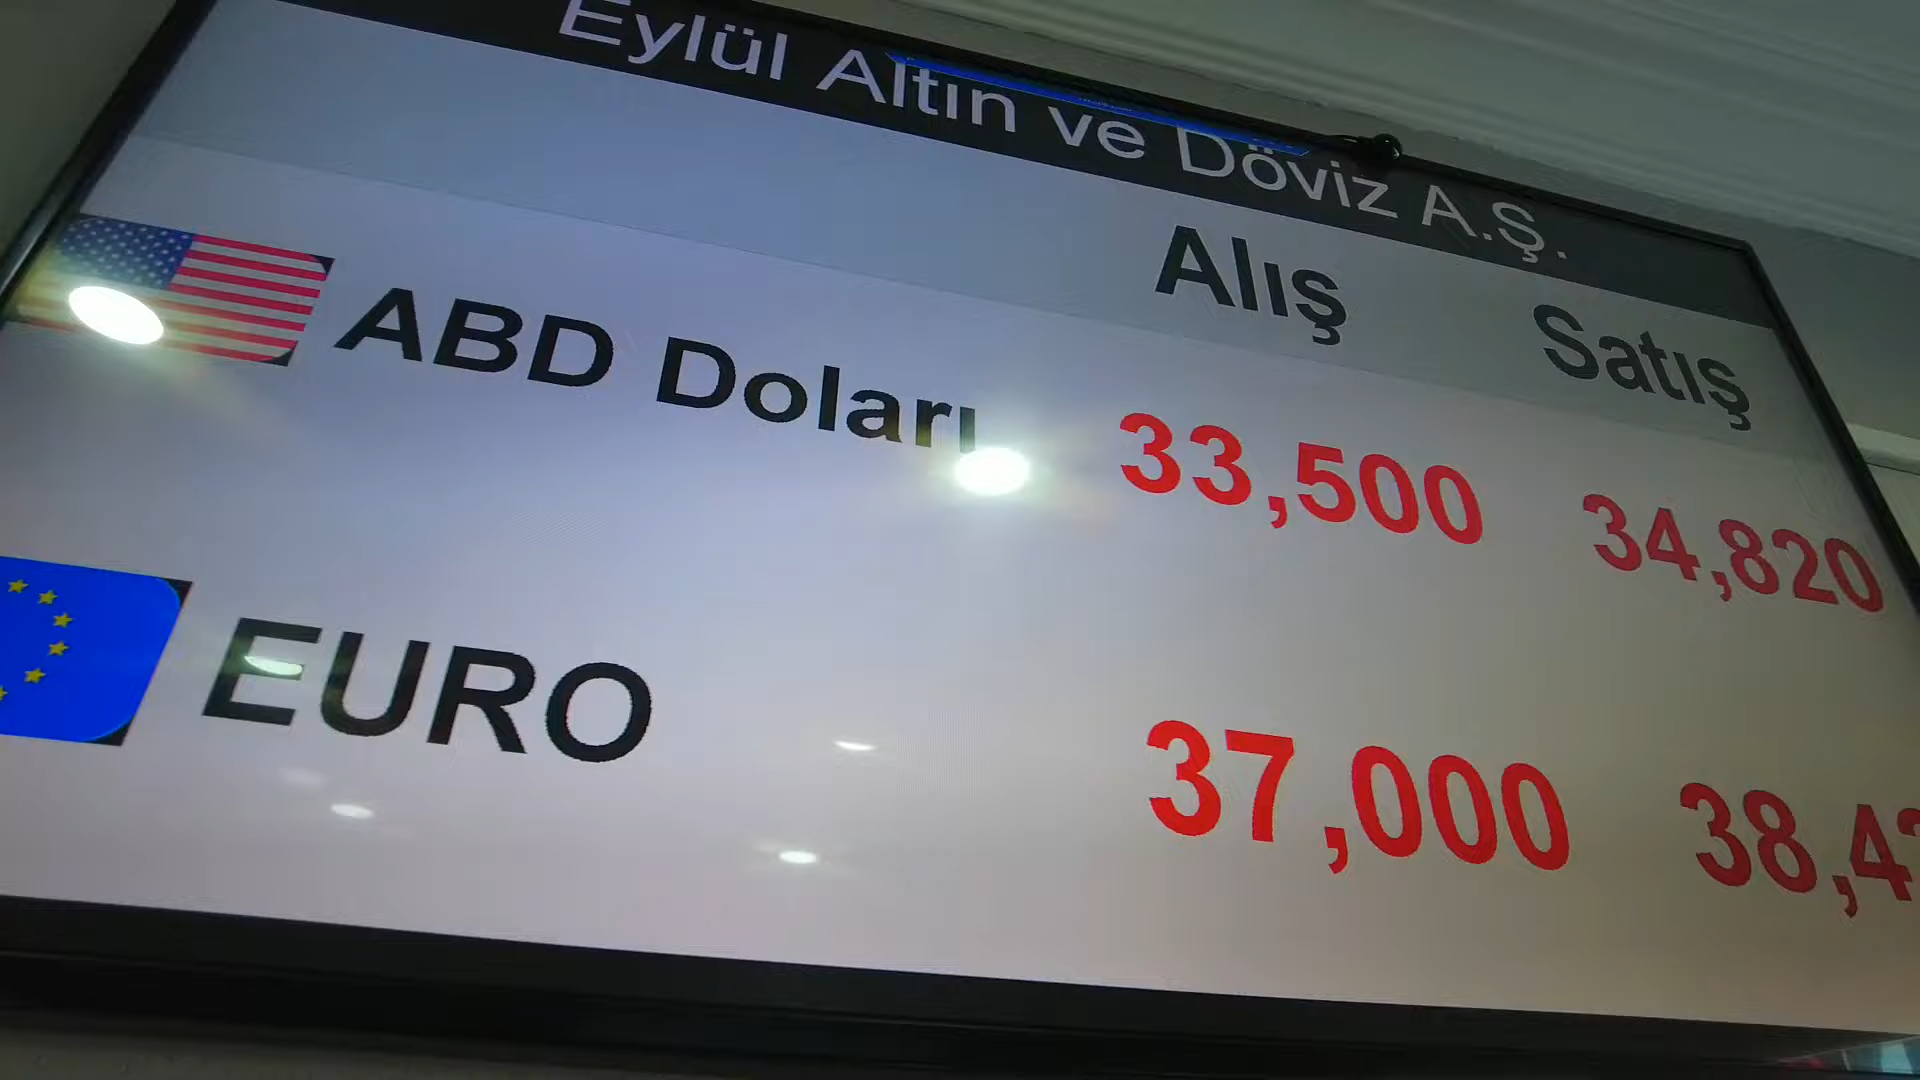 Eylül Altın ve Döviz A.Ş.
Alış Satış
ABD Doları 33,500 34,820
EURO 37,000